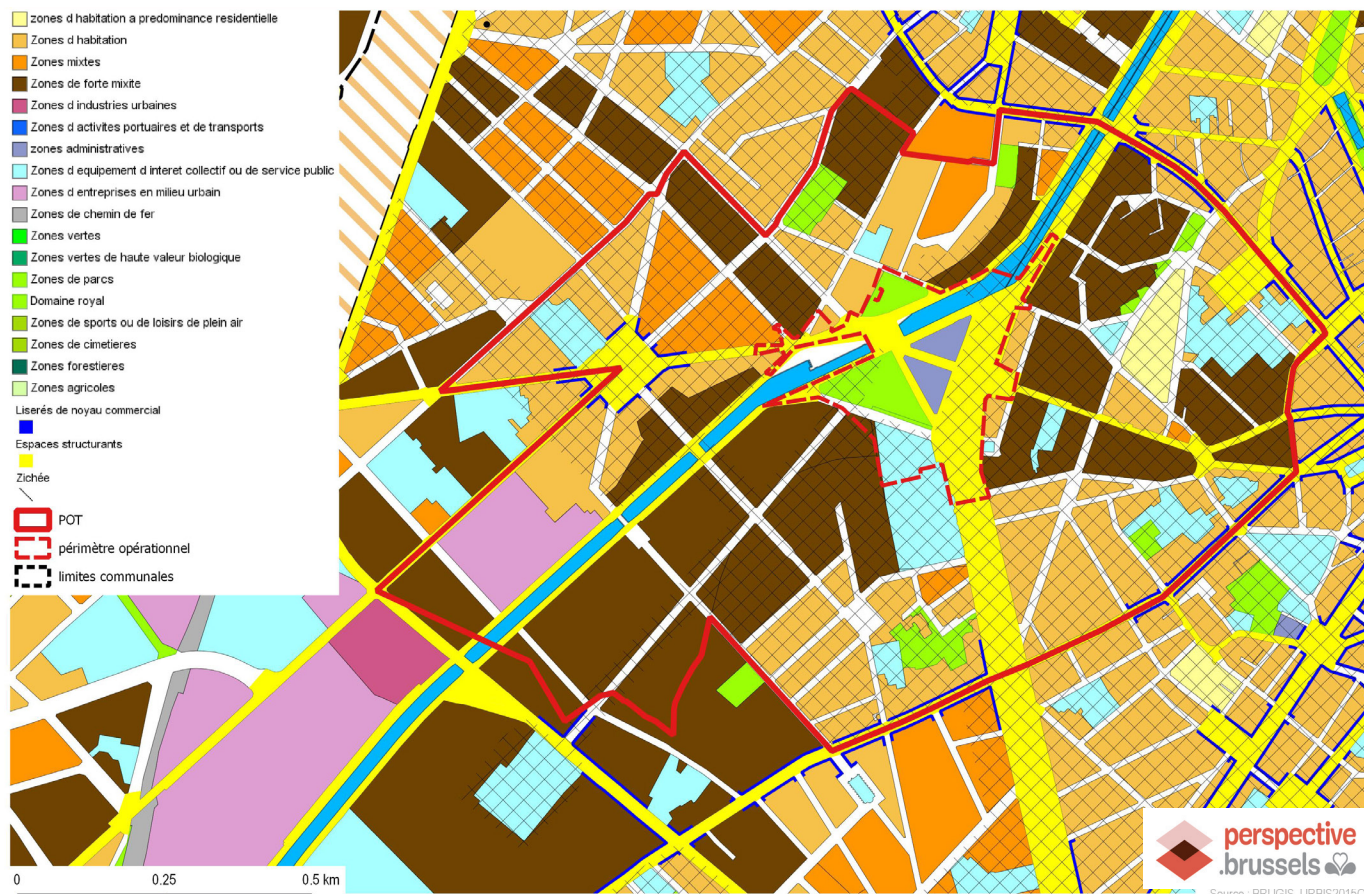 zones d habitation a predominance residentielle
Zones d habitation
Zones mixtes
Zones de forte mixite
Zones d industries urbaines
Zones d activites portuaires et de transports
zones administratives
Zones d equipement d interet collectif ou de service public
Zones d entreprises en milieu urbain
Zones de chemin de fer
Zones vertes
Zones vertes de haute valeur biologique
Zones de parcs
Domaine royal
Zones de sports ou de loisirs de plein air
Zones de cimetieres
Zones forestieres
Zones agricoles
Liserés de noyau commercial
Espaces structurants
Zichée
POT
périmètre opérationnel
limites communales
0 0.25 0.5 km
perspective
.brussels
Source : BRUGIS, URBIS2015C